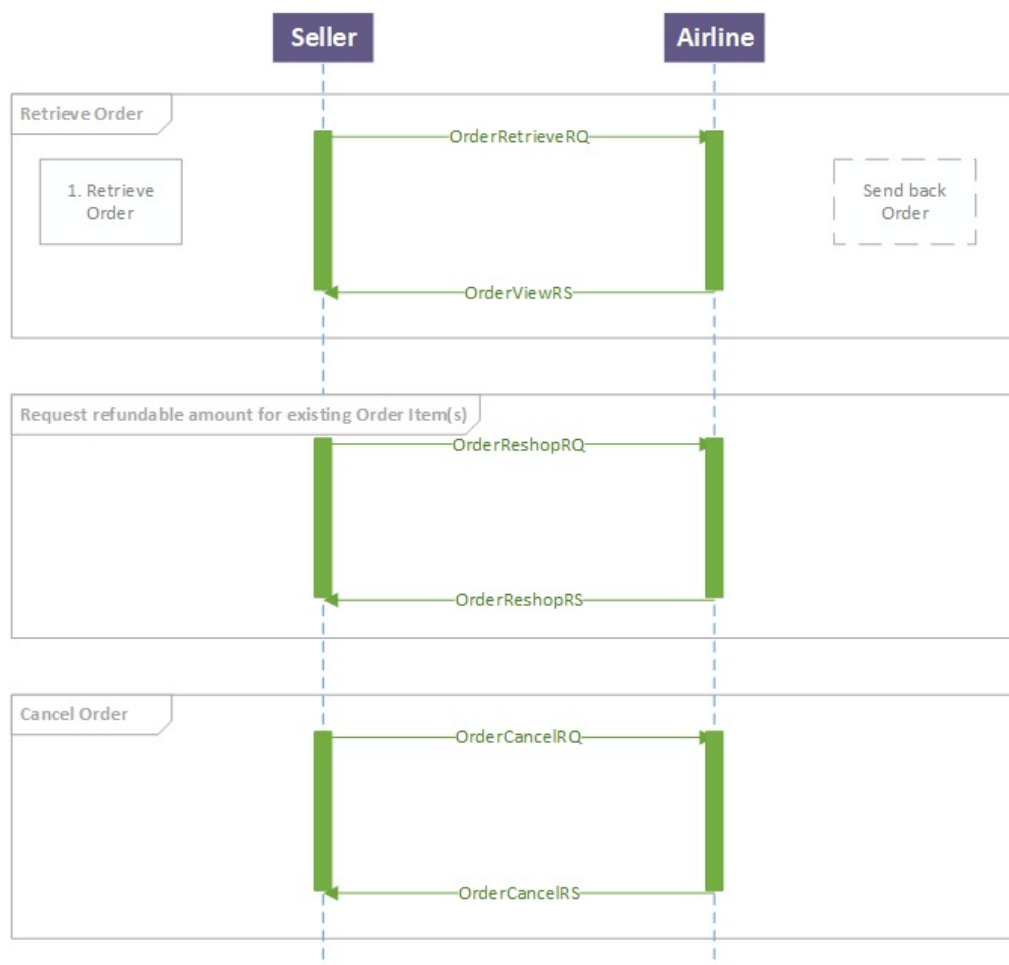 Seller
Airline
Retrieve Order
OrderRetrieveRQ
1. Retrieve
Order
Send back
Order
OrderViewRS
Request refundable amount for existing Order Item(s)
OrderReshopRQ
OrderReshopRS
Cancel Order
OrderCancelRQ
OrderCancelRS